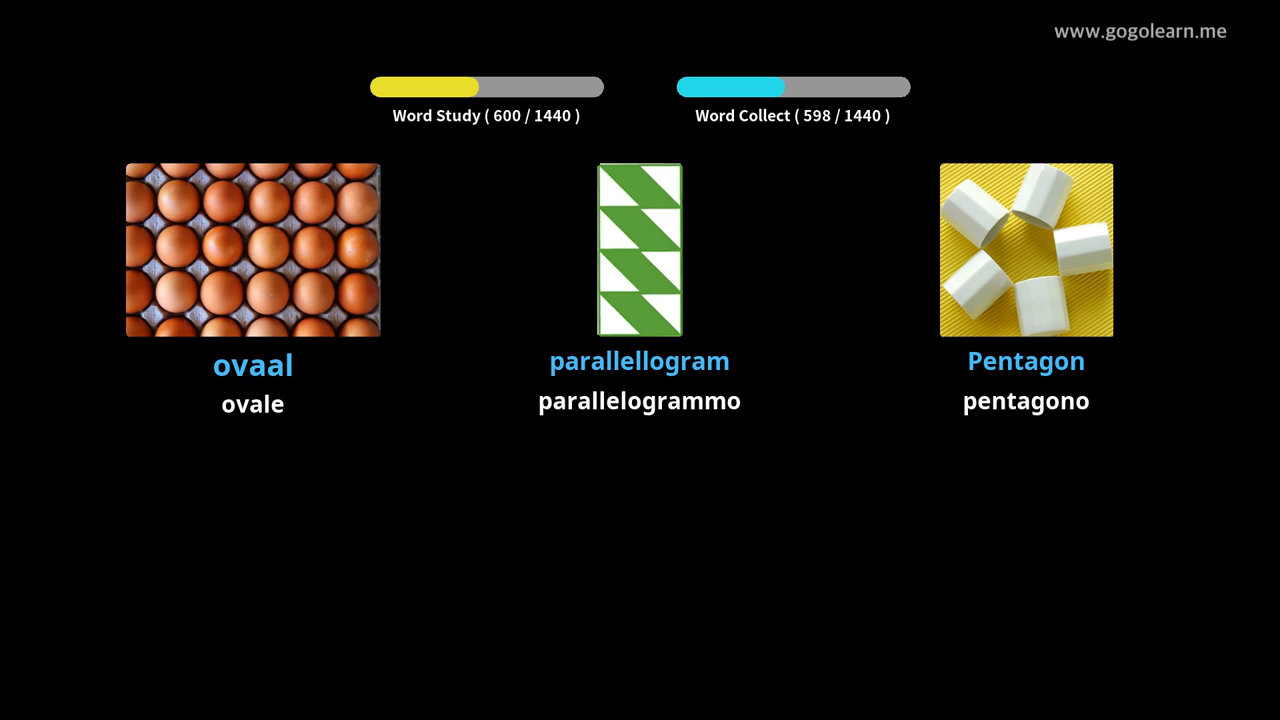 www.gogolearn.me
Word Study ( 600 / 1440 )
Word Collect ( 598 / 1440 )
ovaal
parallellogram
Pentagon
ovale
parallelogrammo
pentagono